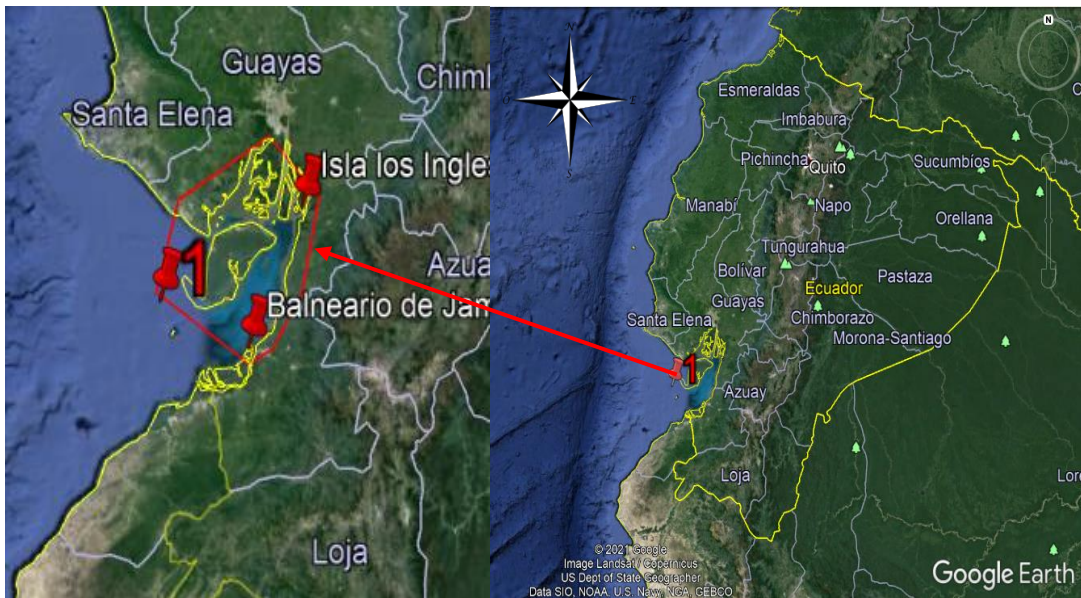 Guayas
Chim
Santa Elena
Isla los Ingles
1
Azua
Balneario de Jam
Loja
N
Esmeraldas
Imbabura
Pichincha
Quito
Sucumbíos
Manabí
Napo
Orellana
Tungurahua
Bolívar
Pastaza
Ecuador
Guayas
Chimborazo
Santa Elena
Morona-Santiago
1
Azuay
Loja
Lore
© 2021 Google
Image Landsat / Copernicus
US Dept of State Geographer
Data SIO, NOAA, U.S. Navy, NGA, GEBCO
Google Earth